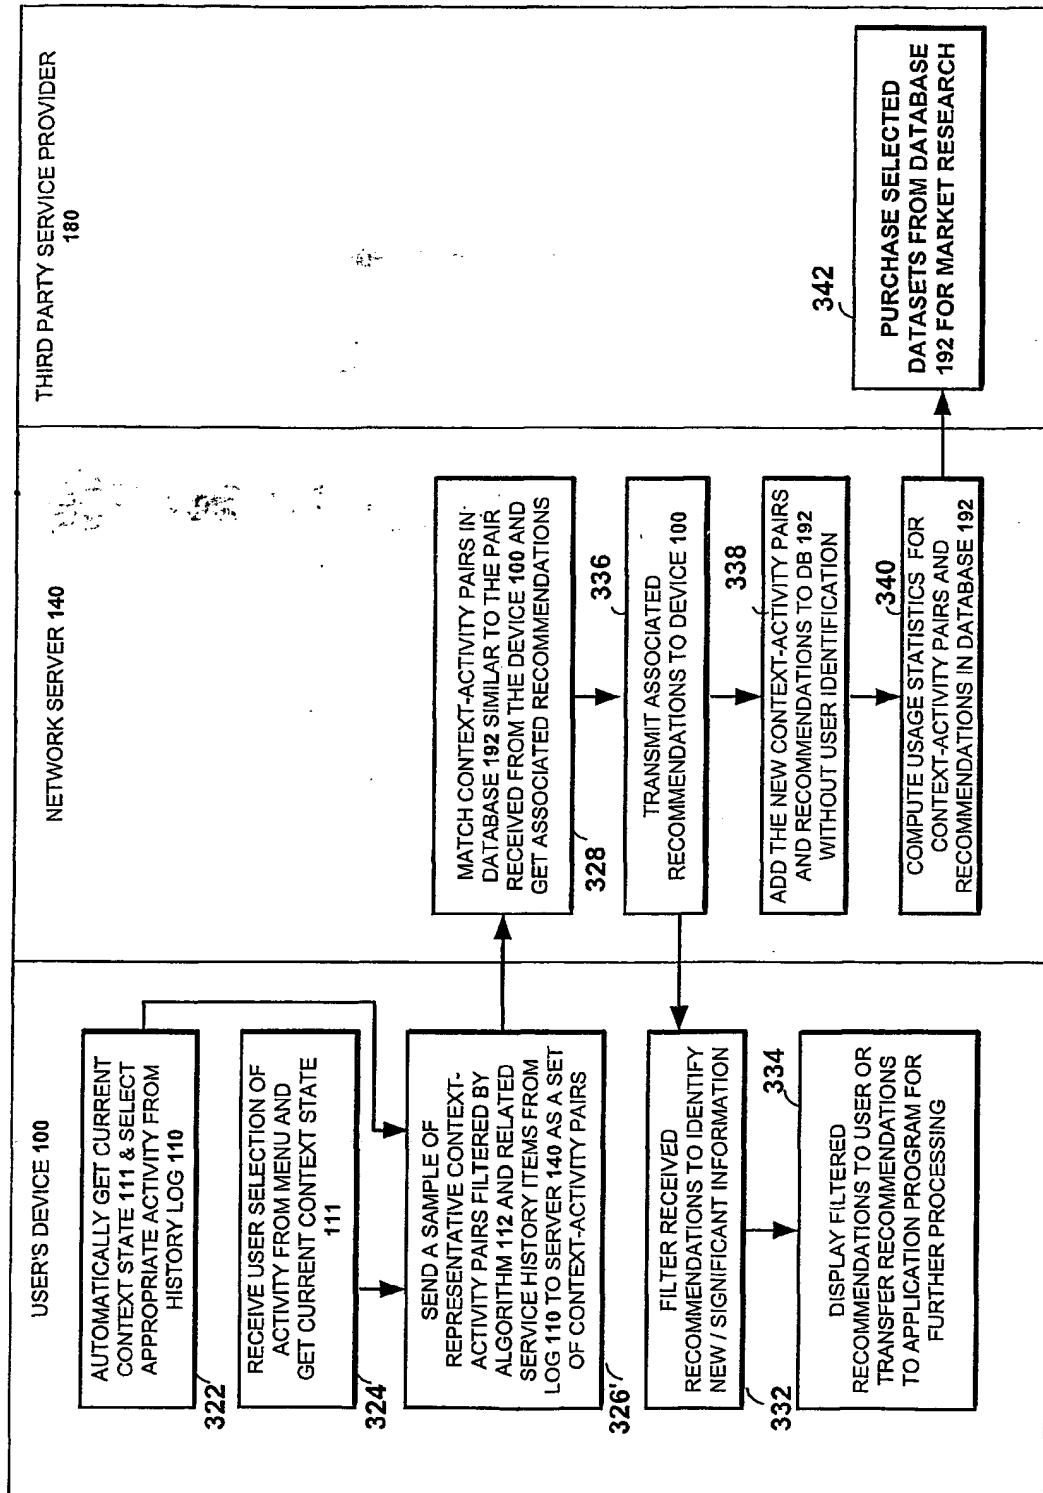 USER'S DEVICE 100
AUTOMATICALLY GET CURRENT
CONTEXT STATE 111 & SELECT
APPROPRIATE ACTIVITY FROM
HISTORY LOG 110
322
RECEIVE USER SELECTION OF
ACTIVITY FROM MENU AND
GET CURRENT CONTEXT STATE
111
324
SEND A SAMPLE OF
REPRESENTATIVE CONTEXT-
ACTIVITY PAIRS FILTERED BY
ALGORITHM 112 AND RELATED
SERVICE HISTORY ITEMS FROM
LOG 110 TO SERVER 140 AS A SET
OF CONTEXT-ACTIVITY PAIRS
326'
FILTER RECEIVED
RECOMMENDATIONS TO IDENTIFY
NEW / SIGNIFICANT INFORMATION
332
334
DISPLAY FILTERED
RECOMMENDATIONS TO USER OR
TRANSFER RECOMMENDATIONS
TO APPLICATION PROGRAM FOR
FURTHER PROCESSING
NETWORK SERVER 140
MATCH CONTEXT-ACTIVITY PAIRS IN
DATABASE 192 SIMILAR TO THE PAIR
RECEIVED FROM THE DEVICE 100 AND
GET ASSOCIATED RECOMMENDATIONS
328
336
TRANSMIT ASSOCIATED
RECOMMENDATIONS TO DEVICE 100
338
ADD THE NEW CONTEXT-ACTIVITY PAIRS
AND RECOMMENDATIONS TO DB 192
WITHOUT USER IDENTIFICATION
340
COMPUTE USAGE STATISTICS FOR
CONTEXT-ACTIVITY PAIRS AND
RECOMMENDATIONS IN DATABASE 192
THIRD PARTY SERVICE PROVIDER
180
342
PURCHASE SELECTED
DATASETS FROM DATABASE
192 FOR MARKET RESEARCH